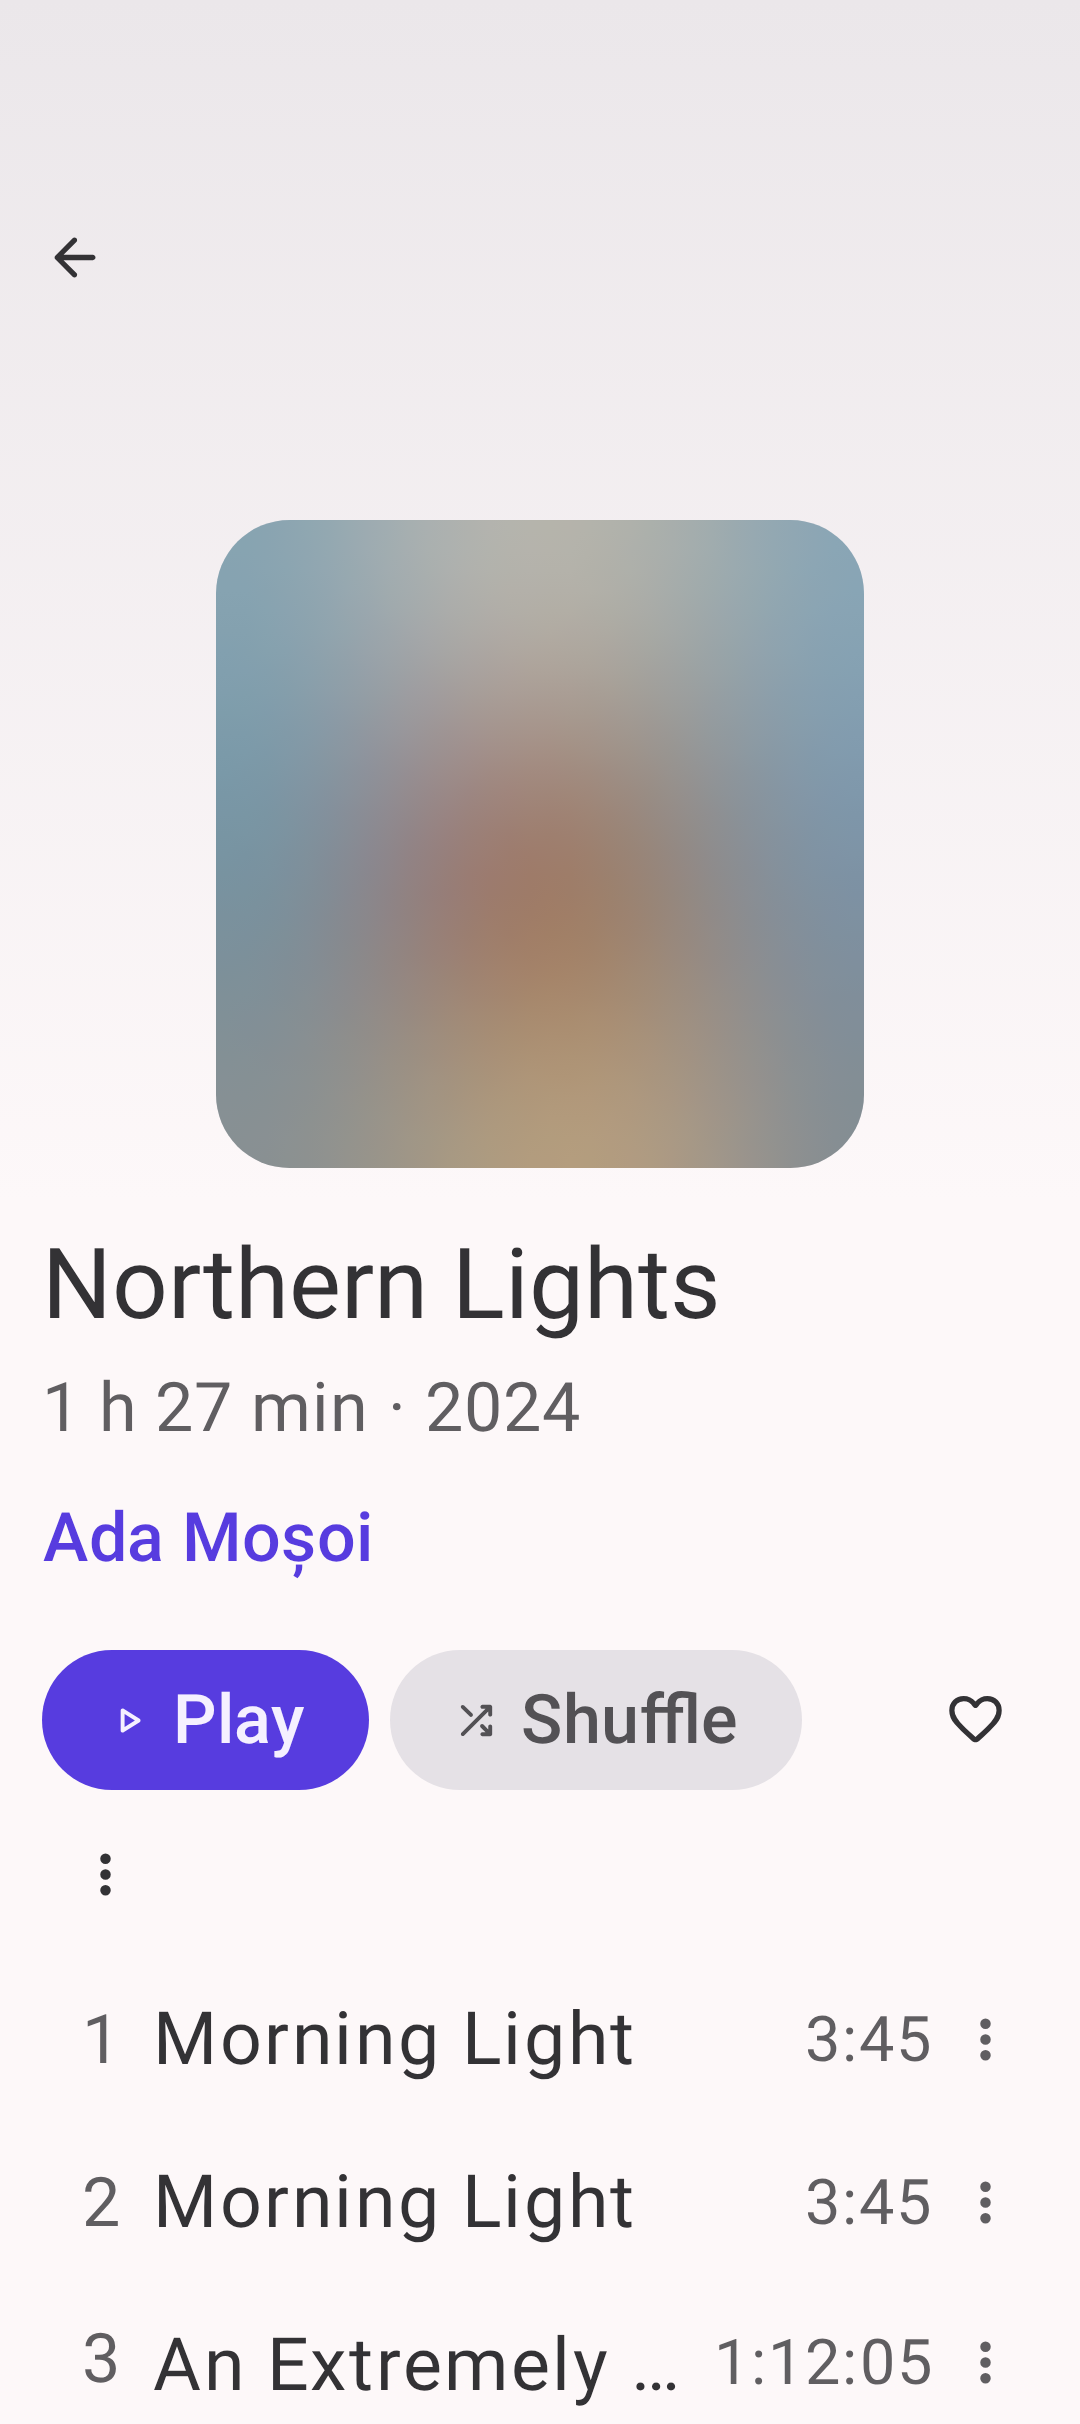 Northern Lights
1 h 27 min · 2024
Ada Moșoi
Play Shuffle
1 Morning Light 3:45
2 Morning Light 3:45
3 An Extremely … 1:12:05